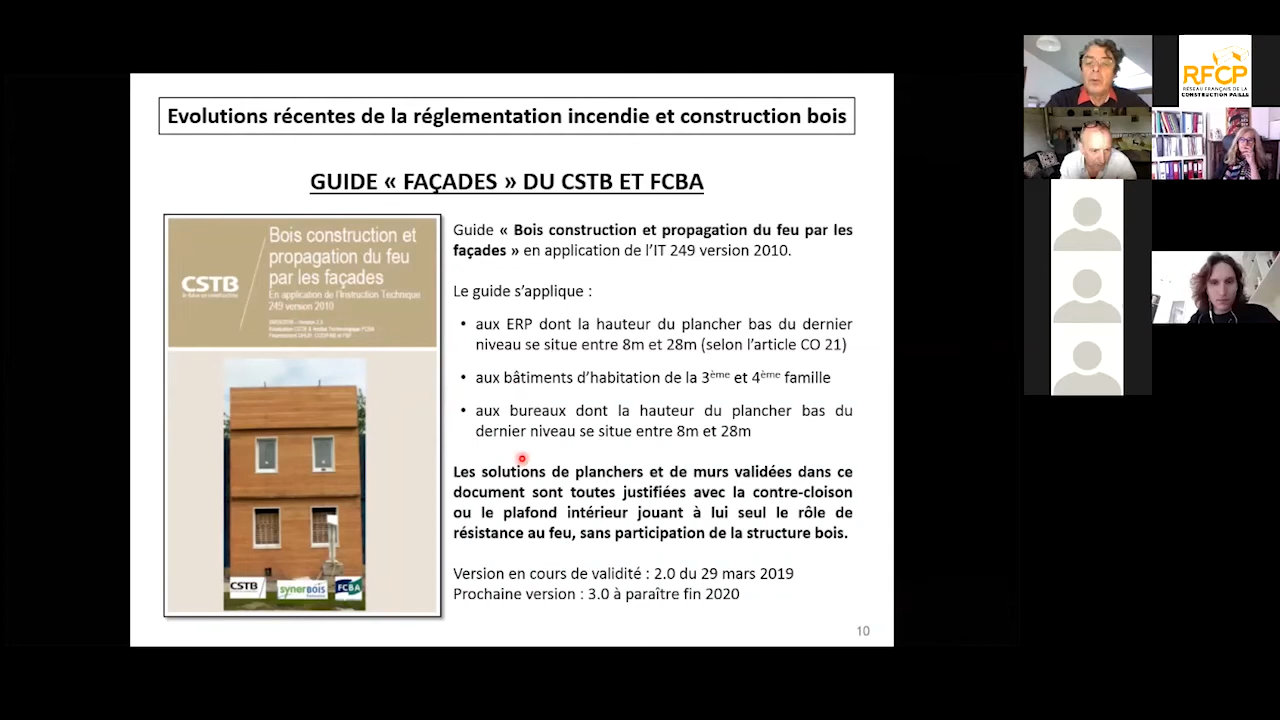 Evolutions récentes de la réglementation incendie et construction bois
GUIDE « FAÇADES » DU CSTB ET FCBA
Bois construction et
propagation du feu
par les façades
En application de l'Instruction Technique
249 version 2010
CSTB
CSTB
synerbois
FCBA
Guide « Bois construction et propagation du feu par les
façades » en application de l'IT 249 version 2010.
Le guide s'applique :
• aux ERP dont la hauteur du plancher bas du dernier
niveau se situe entre 8m et 28m (selon l'article CO 21)
• aux bâtiments d'habitation de la 3ème et 4ème famille
• aux bureaux dont la hauteur du plancher bas du
dernier niveau se situe entre 8m et 28m
Les solutions de planchers et de murs validées dans ce
document sont toutes justifiées avec la contre-cloison
ou le plafond intérieur jouant à lui seul le rôle de
résistance au feu, sans participation de la structure bois.
Version en cours de validité : 2.0 du 29 mars 2019
Prochaine version : 3.0 à paraître fin 2020
10
RFCP
RÉSEAU FRANÇAIS DE LA
CONSTRUCTION PAILLE